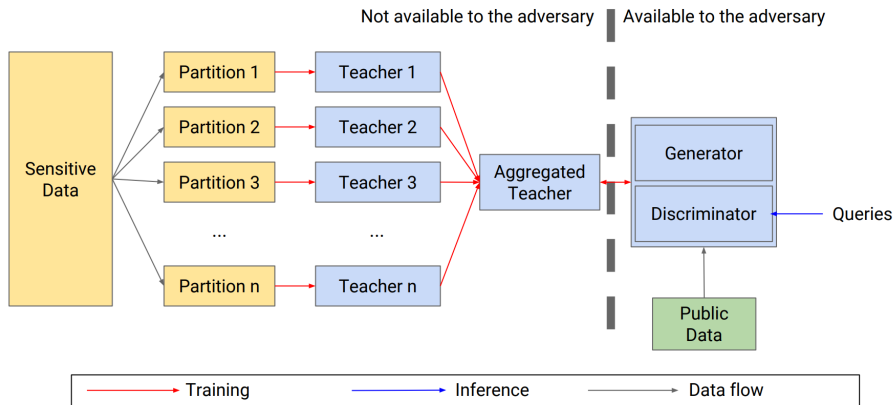 Not available to the adversary
Available to the adversary
Sensitive
Data
Partition 1
Teacher 1
Partition 2
Teacher 2
Partition 3
Teacher 3
...
...
Partition n
Teacher n
Aggregated
Teacher
Generator
Discriminator
Queries
Public
Data
Training
Inference
Data flow